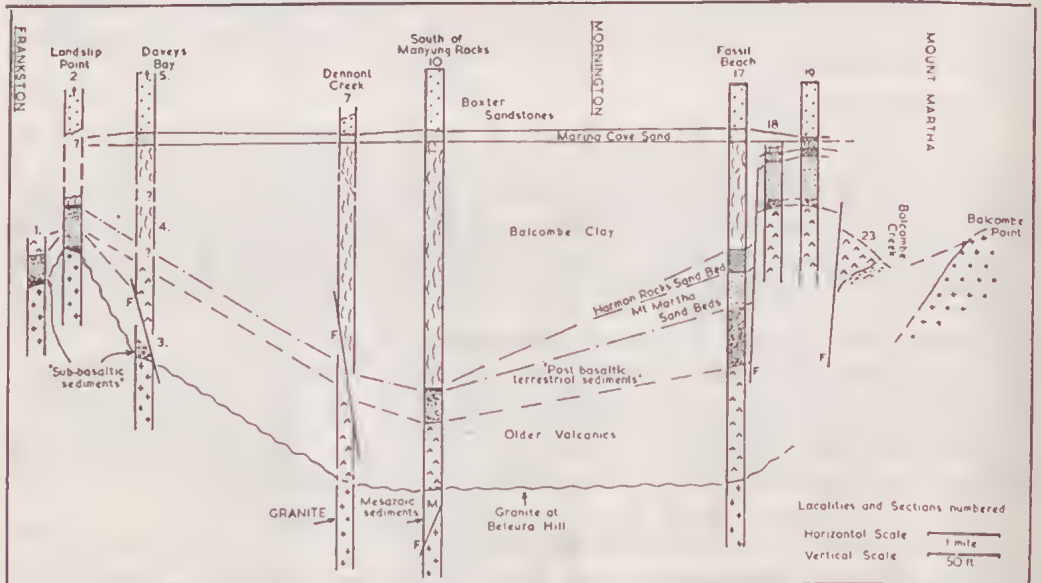 FRANKSTON
Landslip
Point
2
Daveys
Bay
5.
Dennont
Creek
7
South of
Manyung Rocks
10
MORNINGTON
Fossil
Beach
17
18
19
MOUNT MARTHA
Baxter
Sandstones
Marina Cove Sand
?
1.
?
4.
?
Balcombe Clay
Harmon Rocks Sand Bed
Mt Martha
Sand Beds
23
Balcombe
Creek
Balcombe
Point
F
3.
F
"Sub-basaltic
sediments"
"Post basaltic
terrestrial sediments"
?
F
F
Older Volcanics
GRANITE
Mesozoic
sediments
M
F
Granite at
Beleura Hill
Localities and Sections numbered
Horizontal Scale
1 mile
Vertical Scale
50 ft